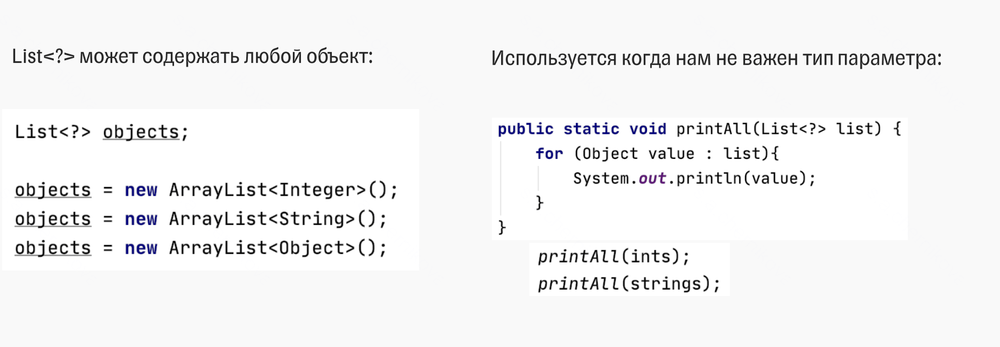 List<?> может содержать любой объект:
List<?> objects;
objects = new ArrayList<Integer>();
objects = new ArrayList<String>();
objects = new ArrayList<Object>();
Используется когда нам не важен тип параметра:
public static void printAll(List<?> list) {
for (Object value : list){
System.out.println(value);
}
}
printAll(ints);
printAll(strings);